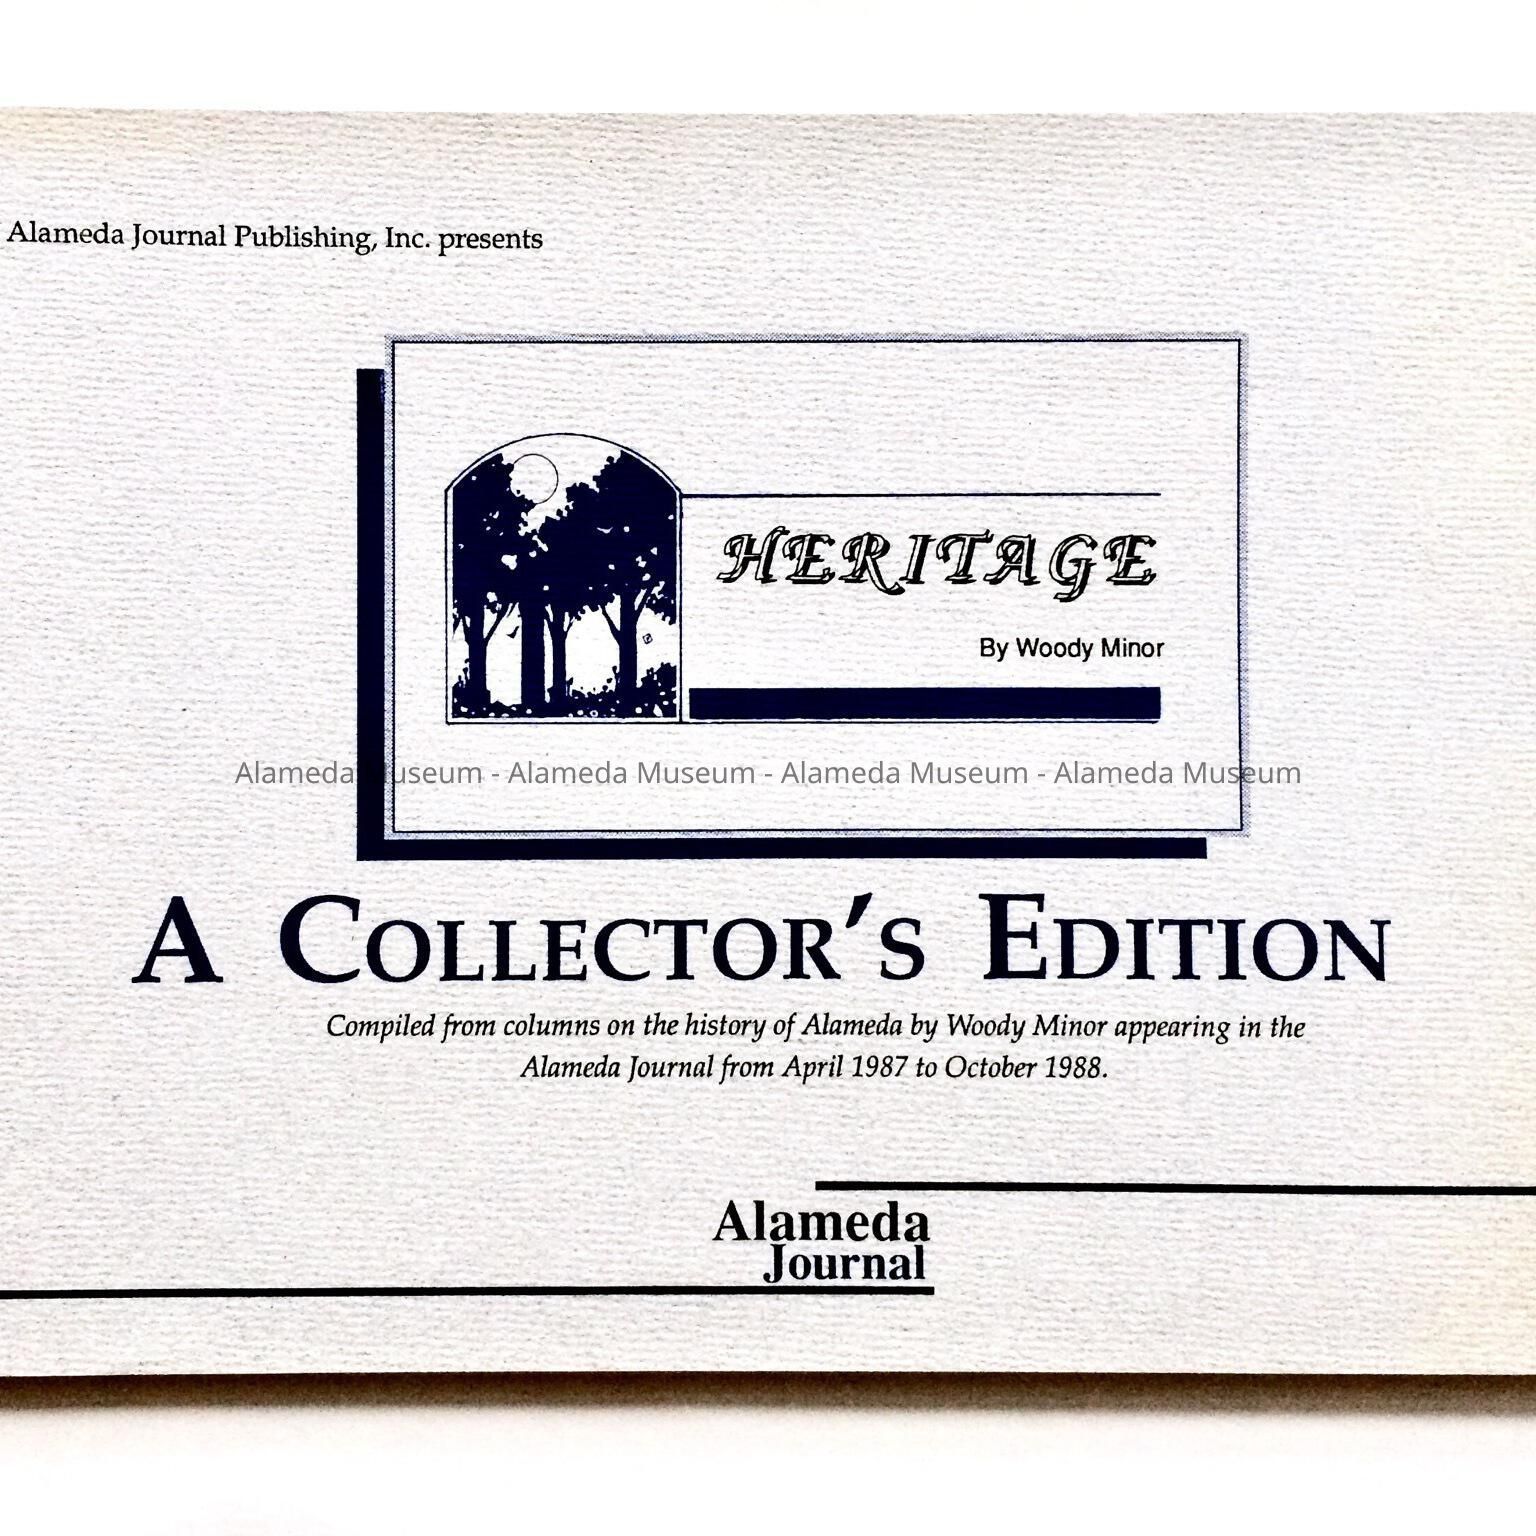 Alameda Journal Publishing, Inc. presents
HERITAGE
By Woody Minor
Alameda Museum - Alameda Museum - Alameda Museum - Alameda Museum
A COLLECTOR'S EDITION
Compiled from columns on the history of Alameda by Woody Minor appearing in the
Alameda Journal from April 1987 to October 1988.
Alameda
Journal